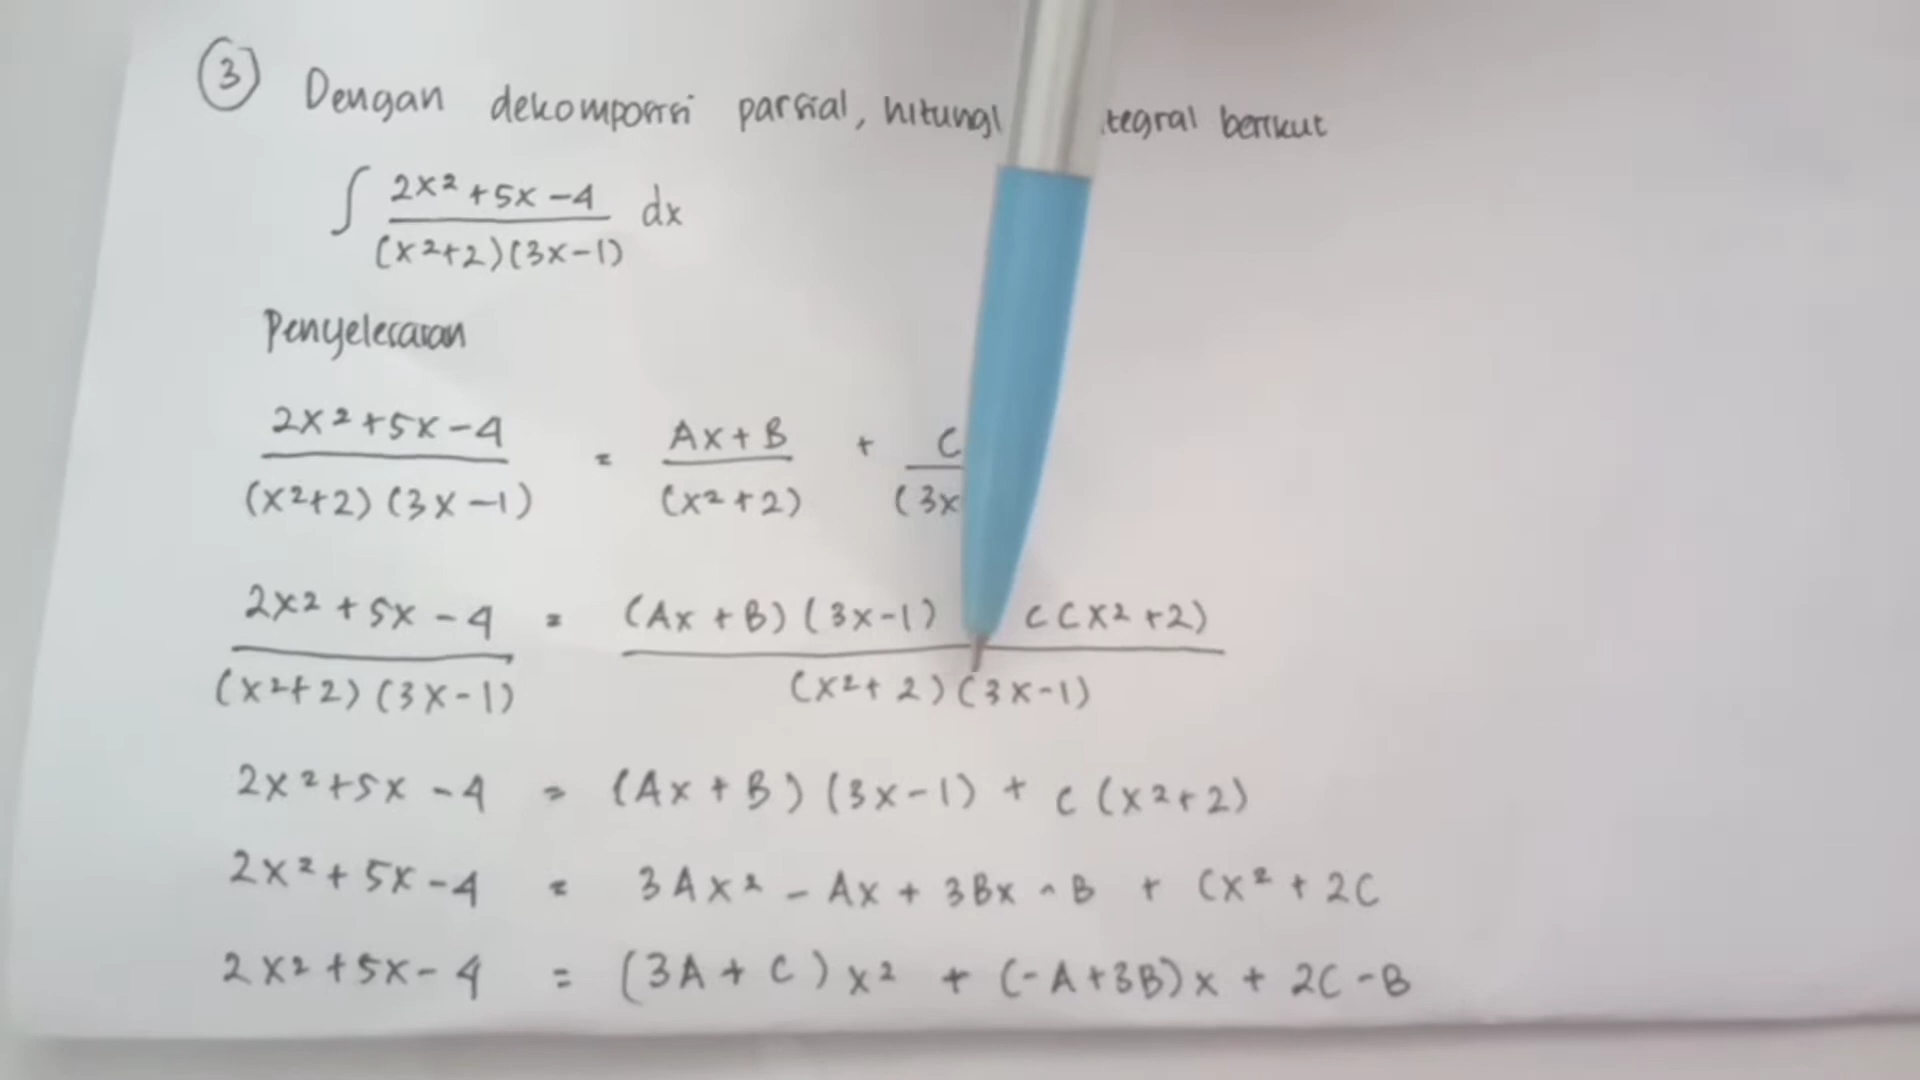 3 Dengan dekomposisi parsial, hitungl tegral berikut
∫ (2x² + 5x - 4) / ((x²+2)(3x-1)) dx
Penyelesaian
(2x² + 5x - 4) / ((x²+2)(3x-1)) = (Ax + B) / (x²+2) + C / (3x
(2x² + 5x - 4) / ((x²+2)(3x-1)) = (Ax + B)(3x-1) C(x²+2) / ((x²+2)(3x-1))
2x² + 5x - 4 = (Ax + B)(3x-1) + C(x²+2)
2x² + 5x - 4 = 3Ax² - Ax + 3Bx - B + Cx² + 2C
2x² + 5x - 4 = (3A + C)x² + (-A+3B)x + 2C - B